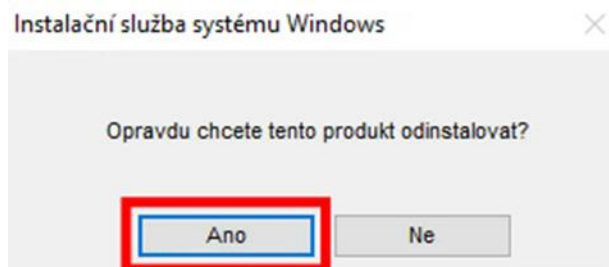 Instalační služba systému Windows
Opravdu chcete tento produkt odinstalovat?
Ano Ne